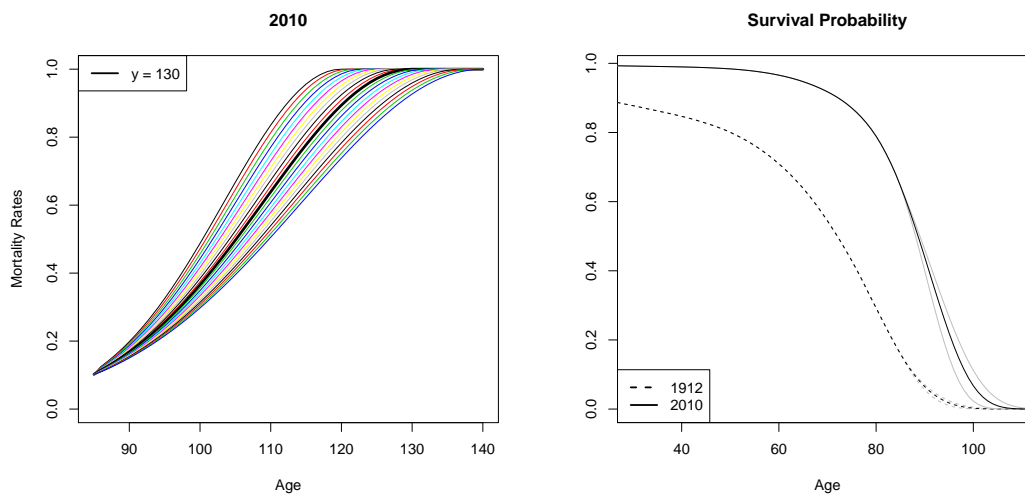 2010
y = 130
Mortality Rates
0.0 0.2 0.4 0.6 0.8 1.0
90 100 110 120 130 140
Age
Survival Probability
1912
2010
0.0 0.2 0.4 0.6 0.8 1.0
40 60 80 100
Age